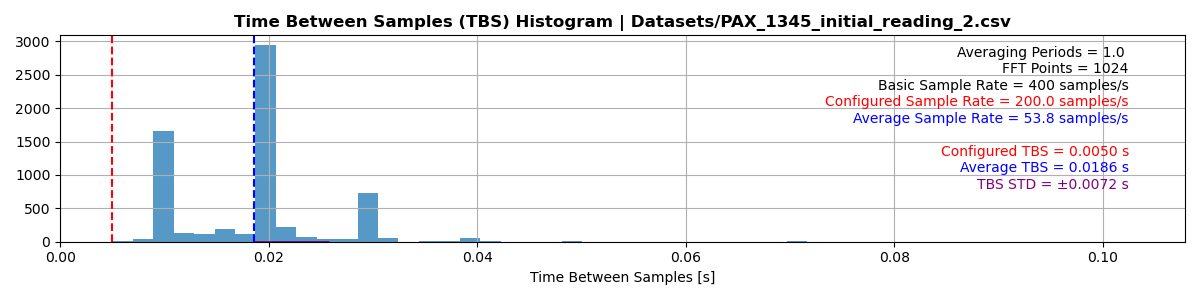 Time Between Samples (TBS) Histogram | Datasets/PAX_1345_initial_reading_2.csv
3000
2500
2000
1500
1000
500
0
Averaging Periods = 1.0
FFT Points = 1024
Basic Sample Rate = 400 samples/s
Configured Sample Rate = 200.0 samples/s
Average Sample Rate = 53.8 samples/s
Configured TBS = 0.0050 s
Average TBS = 0.0186 s
TBS STD = ±0.0072 s
0.00 0.02 0.04 0.06 0.08 0.10
Time Between Samples [s]